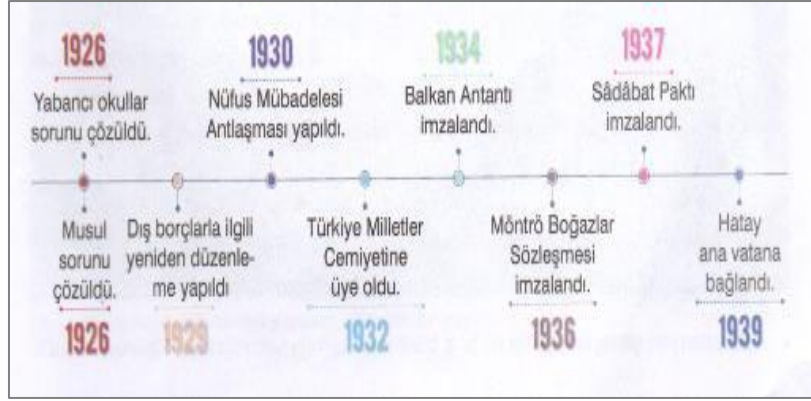 1926
Yabancı okullar
sorunu çözüldü.
1930
Nüfus Mübadelesi
Antlaşması yapıldı.
1934
Balkan Antantı
imzalandı.
1937
Sâdâbat Paktı
imzalandı.
Musul
sorunu
çözüldü.
1926
Dış borçlarla ilgili
yeniden düzenle-
me yapıldı
1929
Türkiye Milletler
Cemiyetine
üye oldu.
1932
Möntrö Boğazlar
Sözleşmesi
imzalandı.
1936
Hatay
ana vatana
bağlandı.
1939